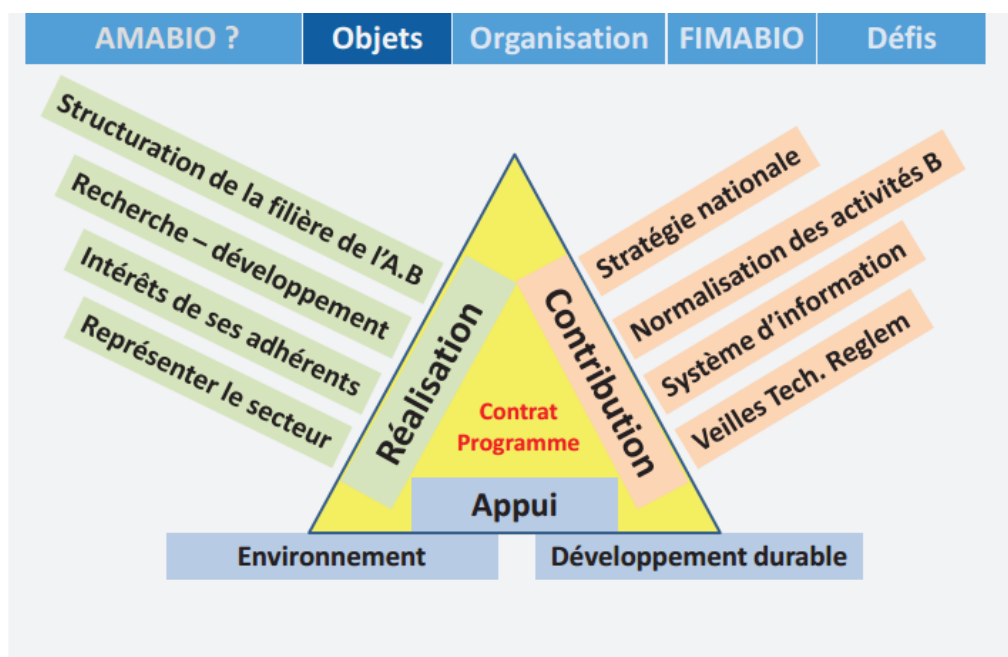 AMABIO ?
Objets
Organisation
FIMABIO
Défis
Structuration de la filière de l'A.B
Recherche – développement
Intérêts de ses adhérents
Représenter le secteur
Réalisation
Contrat
Programme
Contribution
Stratégie nationale
Normalisation des activités B
Système d'information
Veilles Tech. Reglem
Appui
Environnement
Développement durable